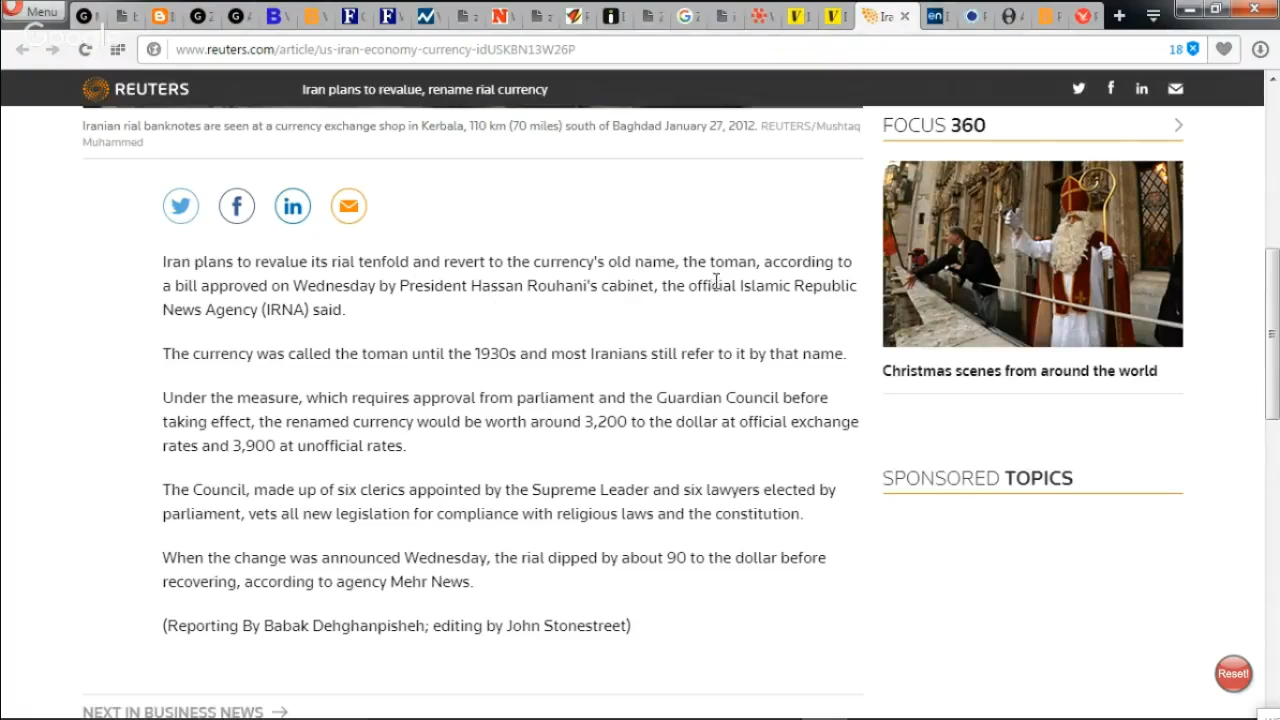 Menu
www.reuters.com/article/us-iran-economy-currency-idUSKBN13W26P
18
REUTERS
Iran plans to revalue, rename rial currency
Iranian rial banknotes are seen at a currency exchange shop in Kerbala, 110 km (70 miles) south of Baghdad January 27, 2012. REUTERS/Mushtaq
Muhammed
Iran plans to revalue its rial tenfold and revert to the currency's old name, the toman, according to
a bill approved on Wednesday by President Hassan Rouhani's cabinet, the official Islamic Republic
News Agency (IRNA) said.
The currency was called the toman until the 1930s and most Iranians still refer to it by that name.
Under the measure, which requires approval from parliament and the Guardian Council before
taking effect, the renamed currency would be worth around 3,200 to the dollar at official exchange
rates and 3,900 at unofficial rates.
The Council, made up of six clerics appointed by the Supreme Leader and six lawyers elected by
parliament, vets all new legislation for compliance with religious laws and the constitution.
When the change was announced Wednesday, the rial dipped by about 90 to the dollar before
recovering, according to agency Mehr News.
(Reporting By Babak Dehghanpisheh; editing by John Stonestreet)
NEXT IN BUSINESS NEWS
FOCUS 360
Christmas scenes from around the world
SPONSORED TOPICS
Reset!